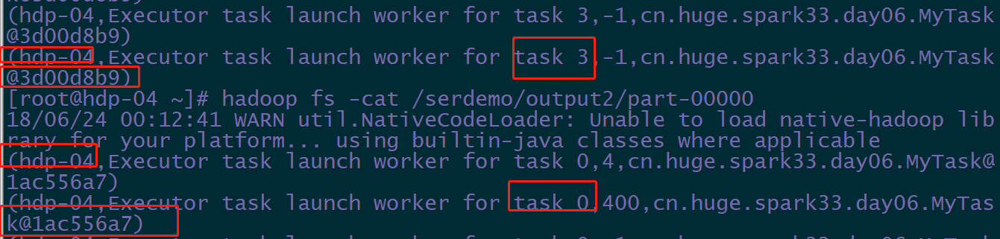 (hdp-04,Executor task launch worker for task 3,-1,cn.huge.spark33.day06.MyTask
@3d00d8b9)
(hdp-04,Executor task launch worker for task 3,-1,cn.huge.spark33.day06.MyTask
@3d00d8b9)
[root@hdp-04 ~]# hadoop fs -cat /serdemo/output2/part-00000
18/06/24 00:12:41 WARN util.NativeCodeLoader: Unable to load native-hadoop lib
rary for your platform... using builtin-java classes where applicable
(hdp-04,Executor task launch worker for task 0,4,cn.huge.spark33.day06.MyTask@
1ac556a7)
(hdp-04,Executor task launch worker for task 0,400,cn.huge.spark33.day06.MyTas
k@1ac556a7)